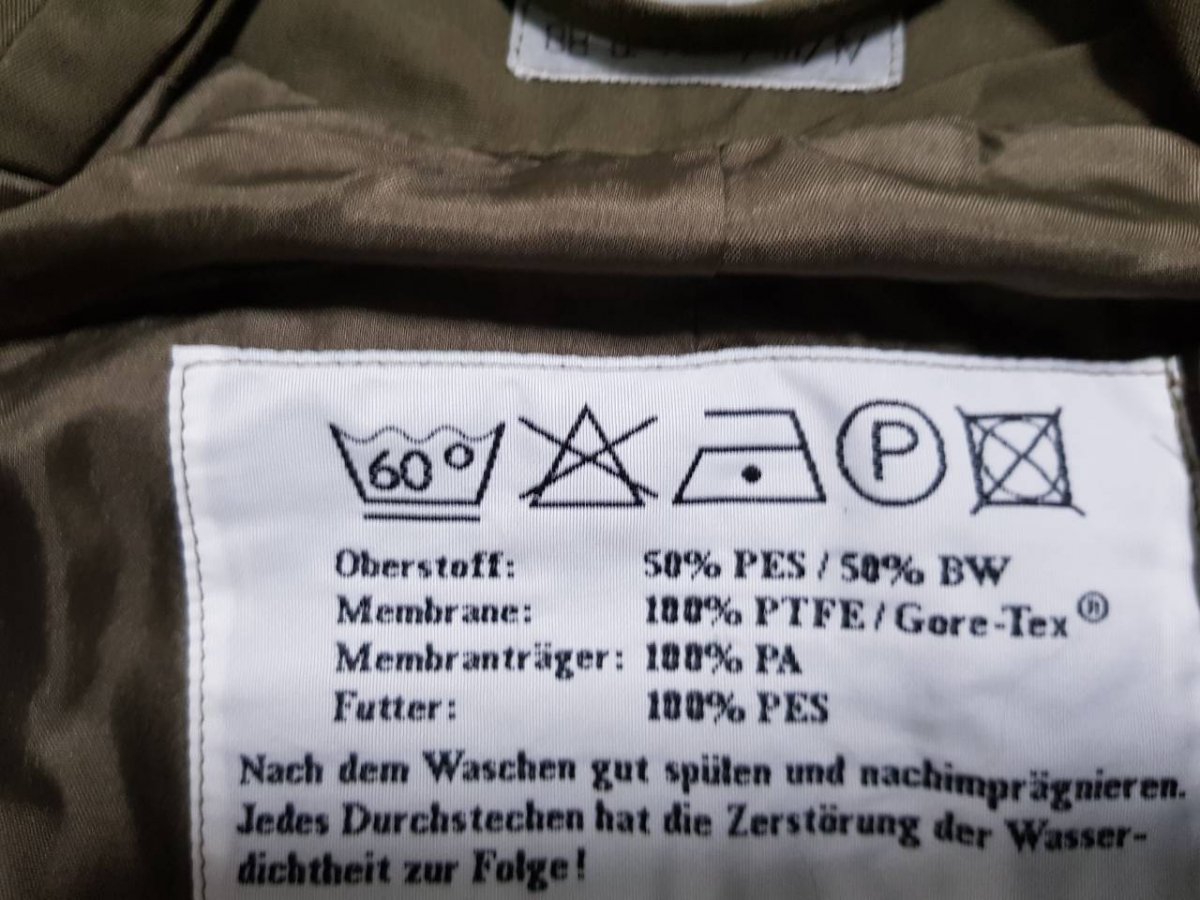 60°
P
Oberstoff: 50% PES / 50% BW
Membrane: 100% PTFE / Gore-Tex®
Membranträger: 100% PA
Futter: 100% PES
Nach dem Waschen gut spülen und nachimprägnieren.
Jedes Durchstechen hat die Zerstörung der Wasser-
dichtheit zur Folge!